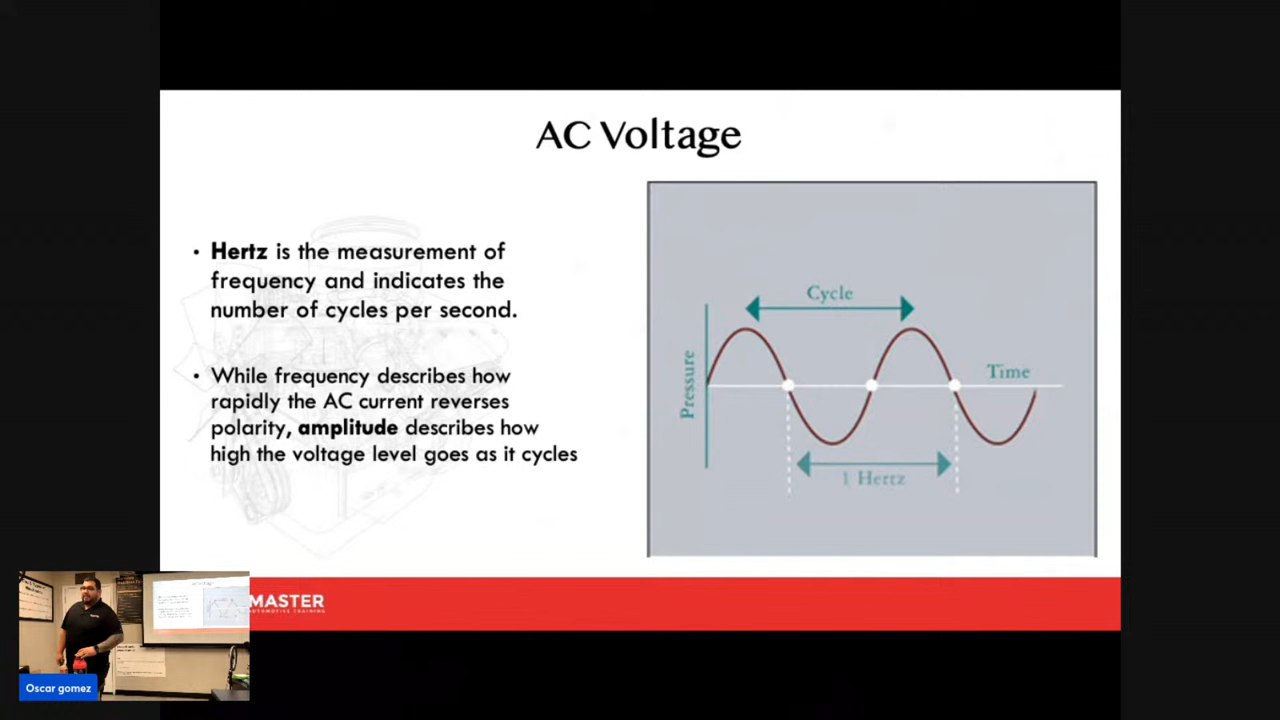 AC Voltage
• Hertz is the measurement of
frequency and indicates the
number of cycles per second.
• While frequency describes how
rapidly the AC current reverses
polarity, amplitude describes how
high the voltage level goes as it cycles
Cycle
Pressure
Time
1 Hertz
MASTER
AUTOMOTIVE TRAINING
Oscar gomez